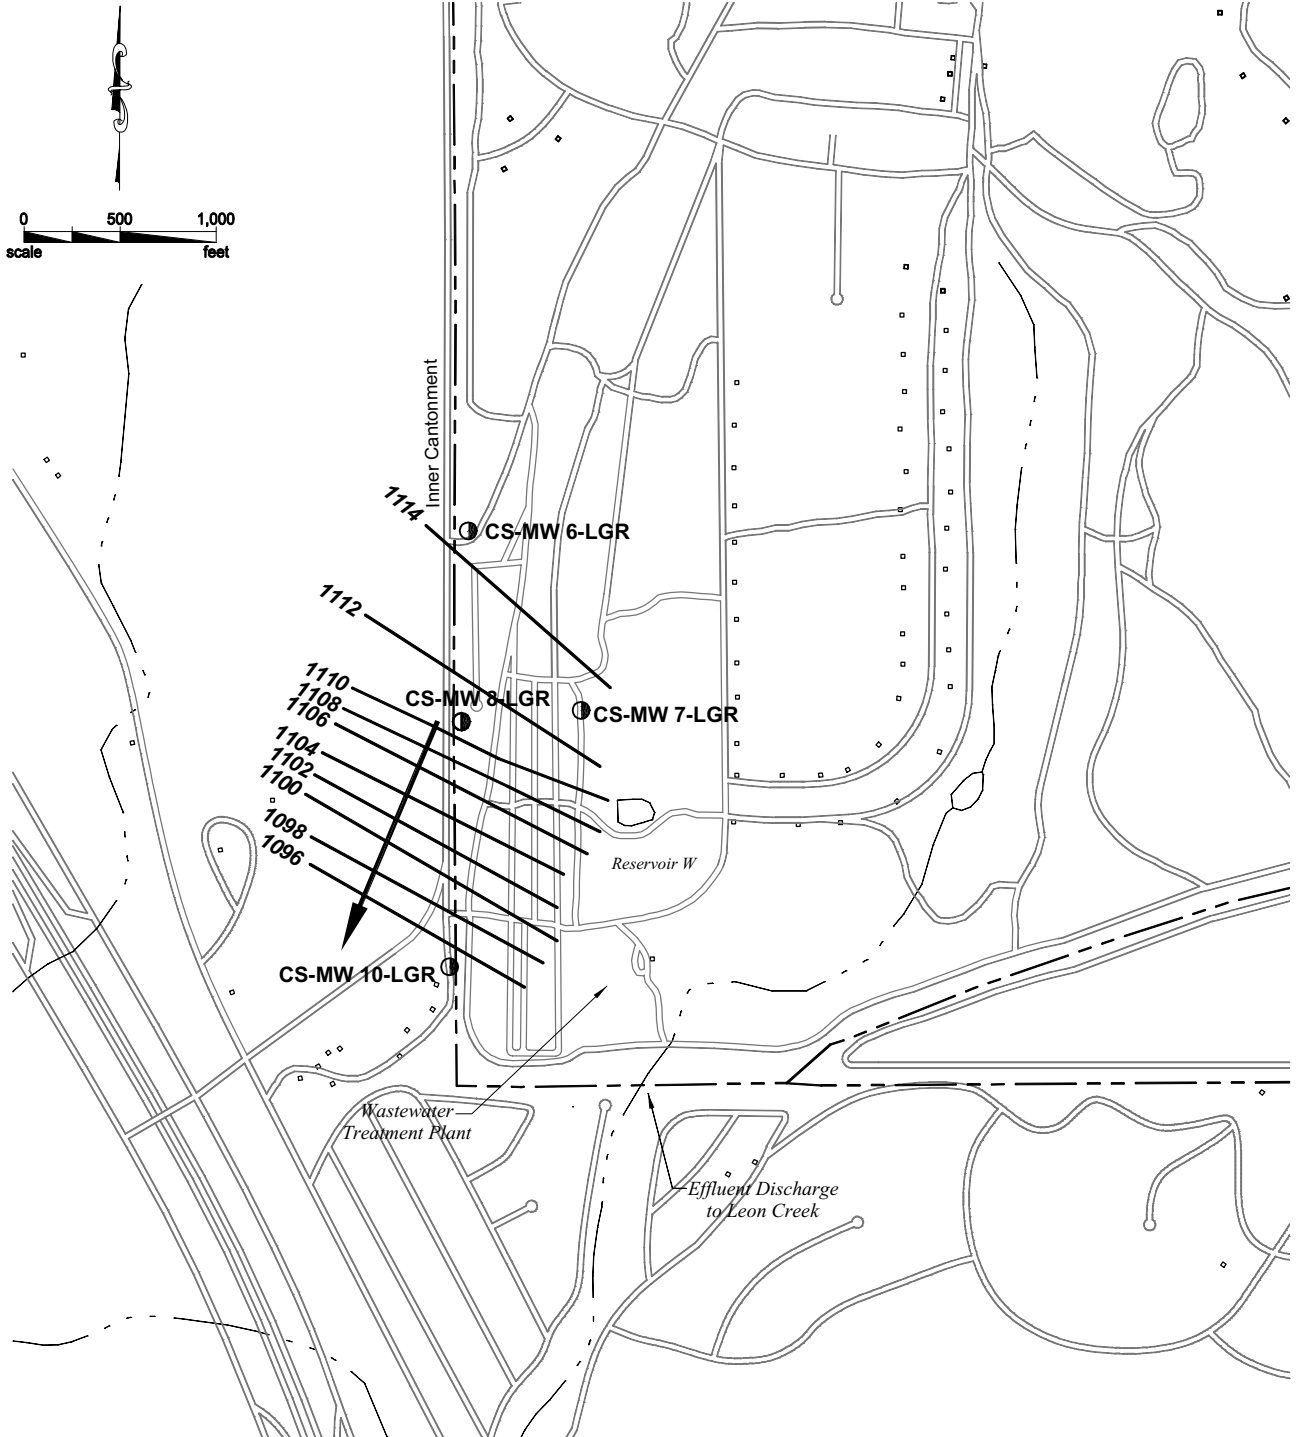 0 500 1,000
scale feet
Inner Cantonment
1114
CS-MW 6-LGR
1112
1110
CS-MW 8-LGR
1108
CS-MW 7-LGR
1106
1104
1102
1100
1098
1096
Reservoir W
CS-MW 10-LGR
Wastewater
Treatment Plant
Effluent Discharge
to Leon Creek